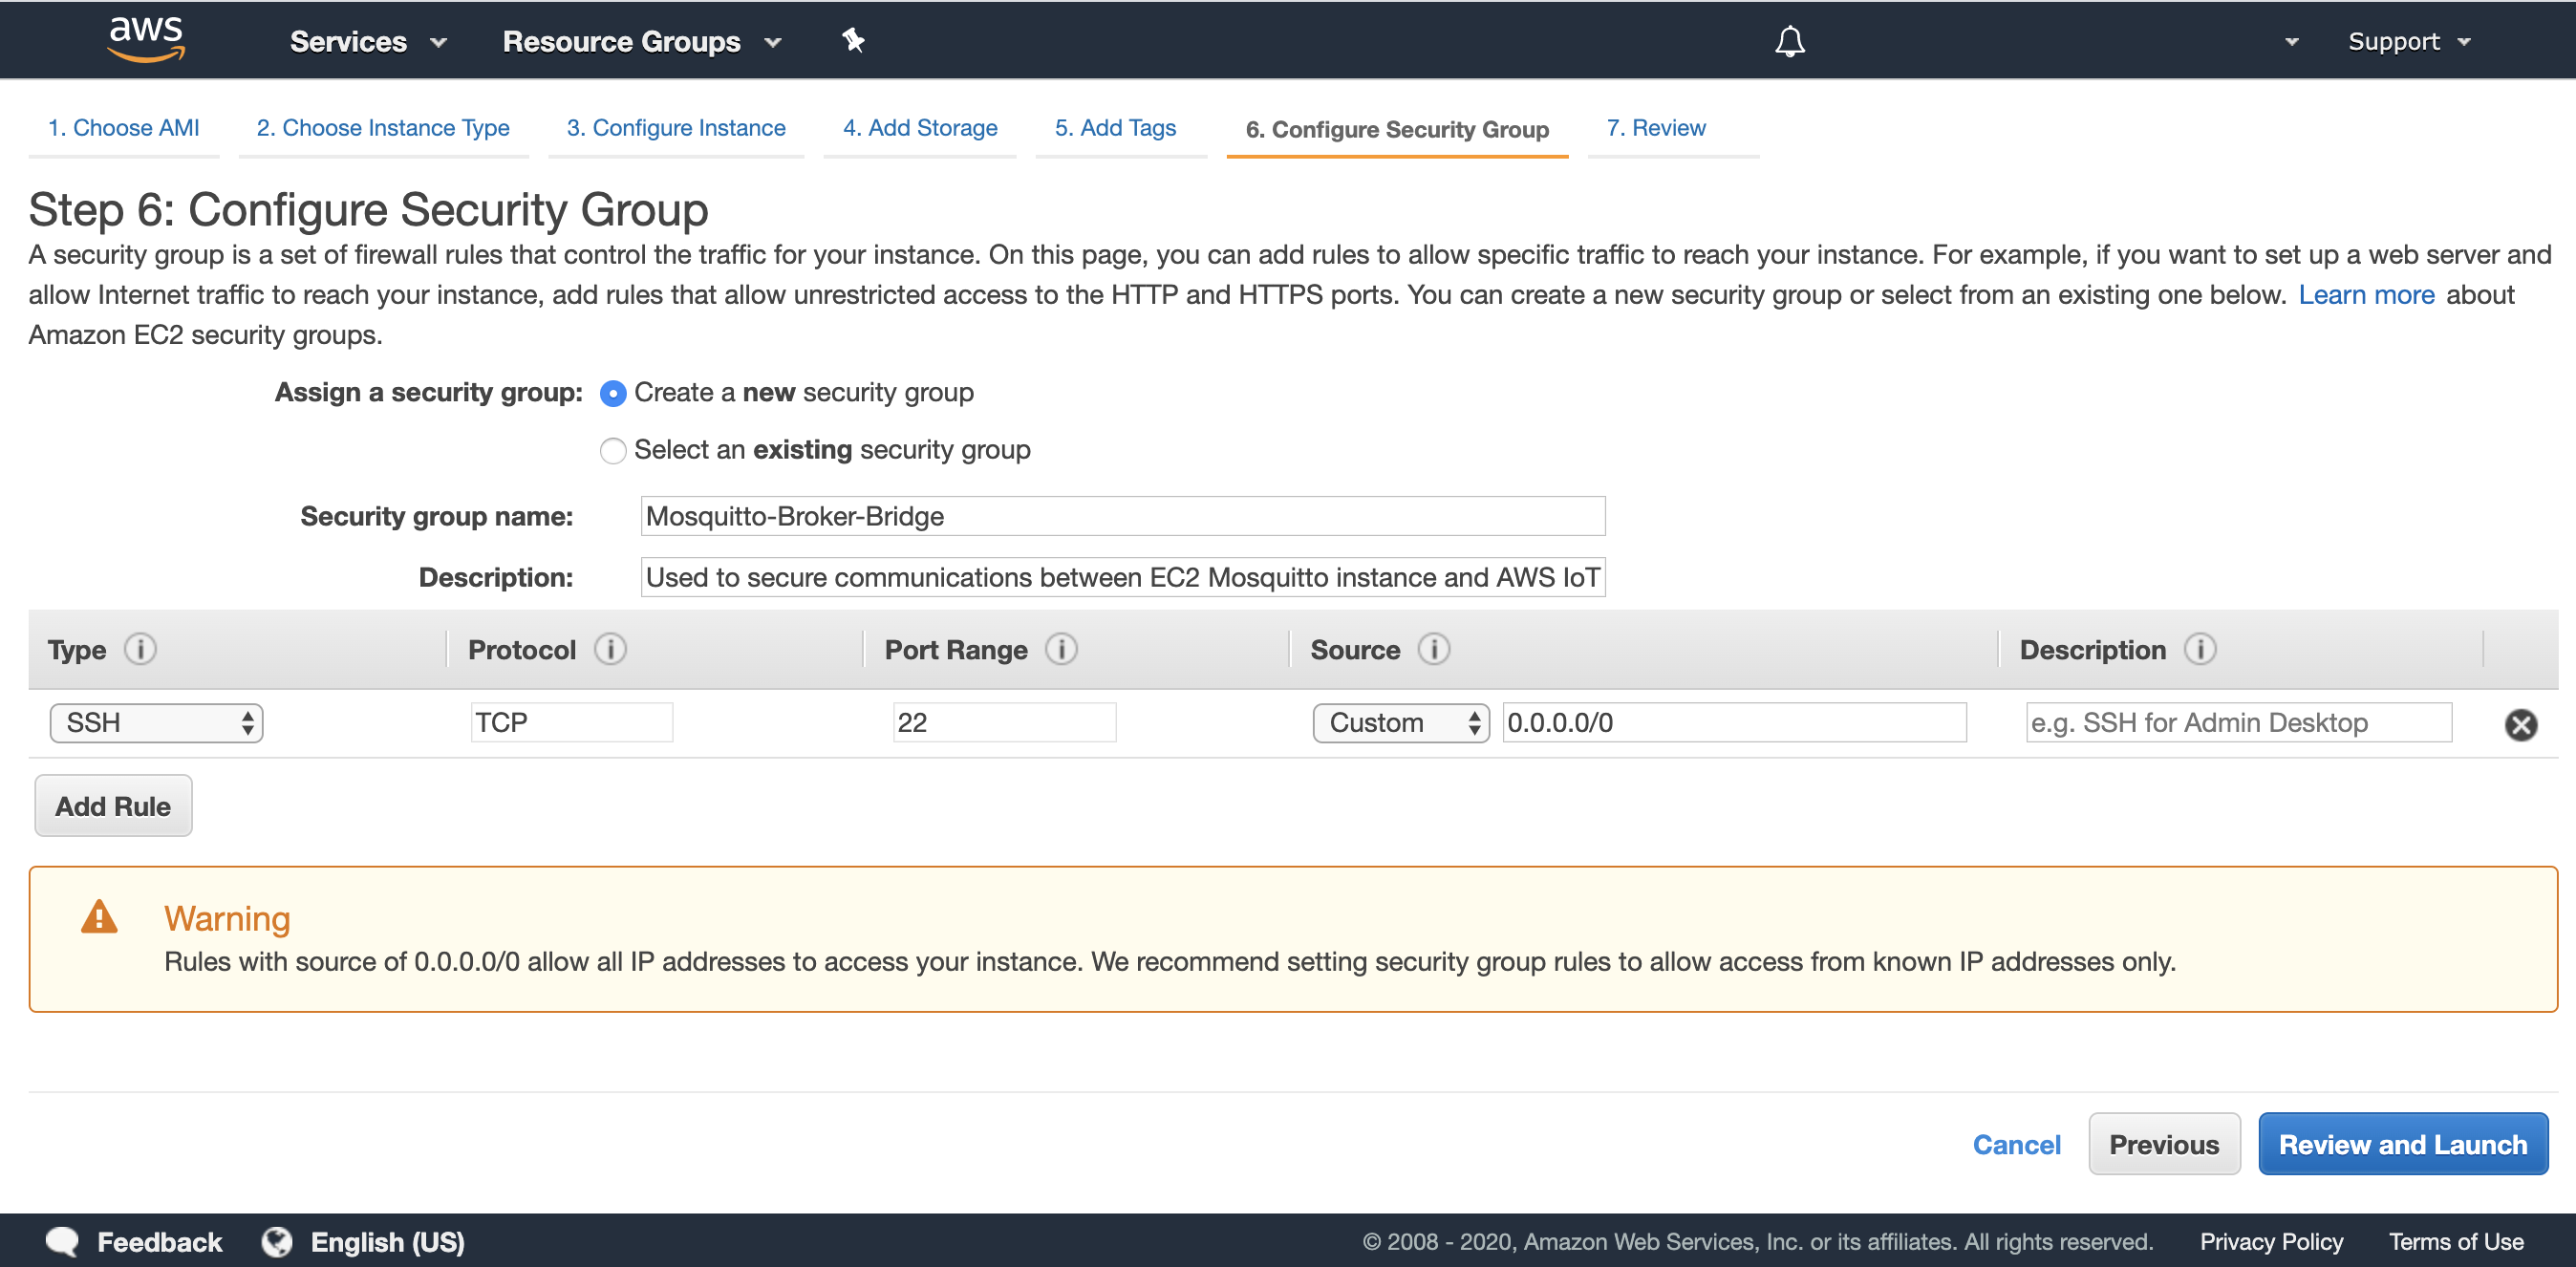 aws Services Resource Groups Support
1. Choose AMI 2. Choose Instance Type 3. Configure Instance 4. Add Storage 5. Add Tags 6. Configure Security Group 7. Review
Step 6: Configure Security Group
A security group is a set of firewall rules that control the traffic for your instance. On this page, you can add rules to allow specific traffic to reach your instance. For example, if you want to set up a web server and
allow Internet traffic to reach your instance, add rules that allow unrestricted access to the HTTP and HTTPS ports. You can create a new security group or select from an existing one below. Learn more about
Amazon EC2 security groups.
Assign a security group: Create a new security group
Select an existing security group
Security group name: Mosquitto-Broker-Bridge
Description: Used to secure communications between EC2 Mosquitto instance and AWS IoT
Type i Protocol i Port Range i Source i Description i
SSH TCP 22 Custom 0.0.0.0/0 e.g. SSH for Admin Desktop
Add Rule
Warning
Rules with source of 0.0.0.0/0 allow all IP addresses to access your instance. We recommend setting security group rules to allow access from known IP addresses only.
Cancel Previous Review and Launch
Feedback English (US) © 2008 - 2020, Amazon Web Services, Inc. or its affiliates. All rights reserved. Privacy Policy Terms of Use